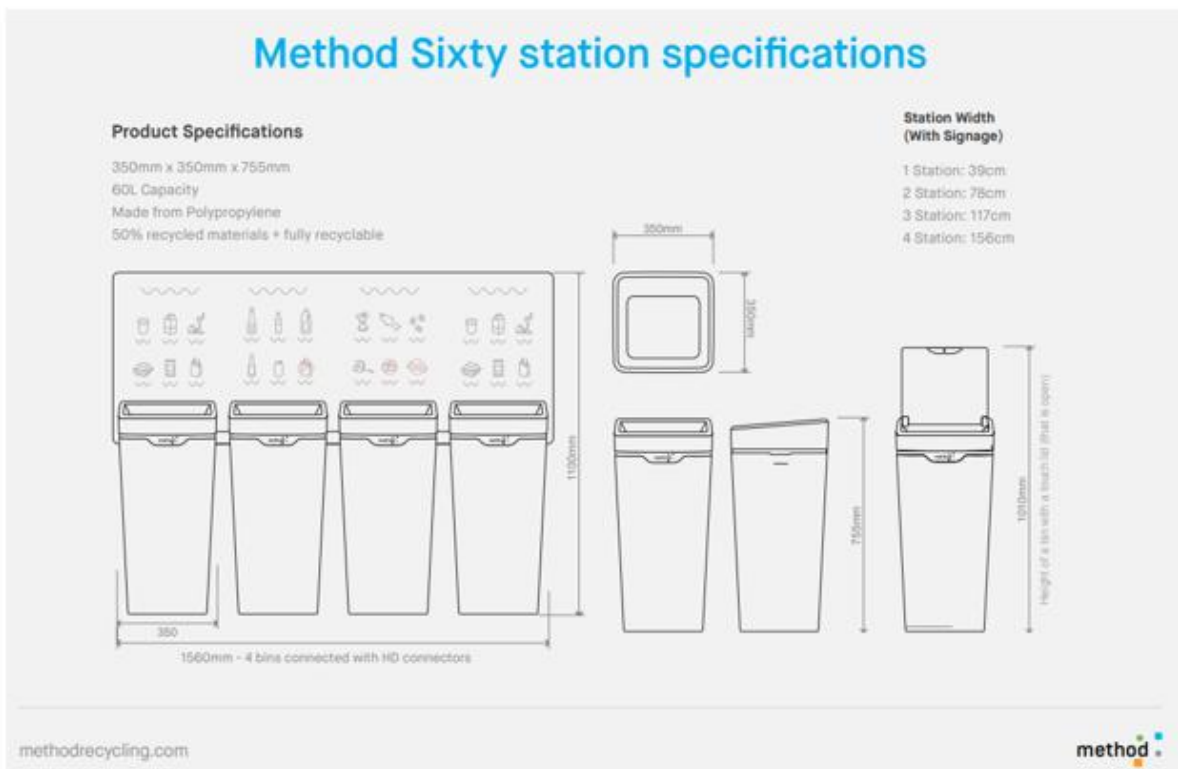 Method Sixty station specifications
Product Specifications
350mm x 350mm x 755mm
60L Capacity
Made from Polypropylene
50% recycled materials + fully recyclable
Station Width
(With Signage)
1 Station: 39cm
2 Station: 78cm
3 Station: 117cm
4 Station: 156cm
350mm
350mm
1100mm
755mm
1010mm
Height of a bin with a touch lid (that is open)
350
1560mm - 4 bins connected with HD connectors
methodrecycling.com
method